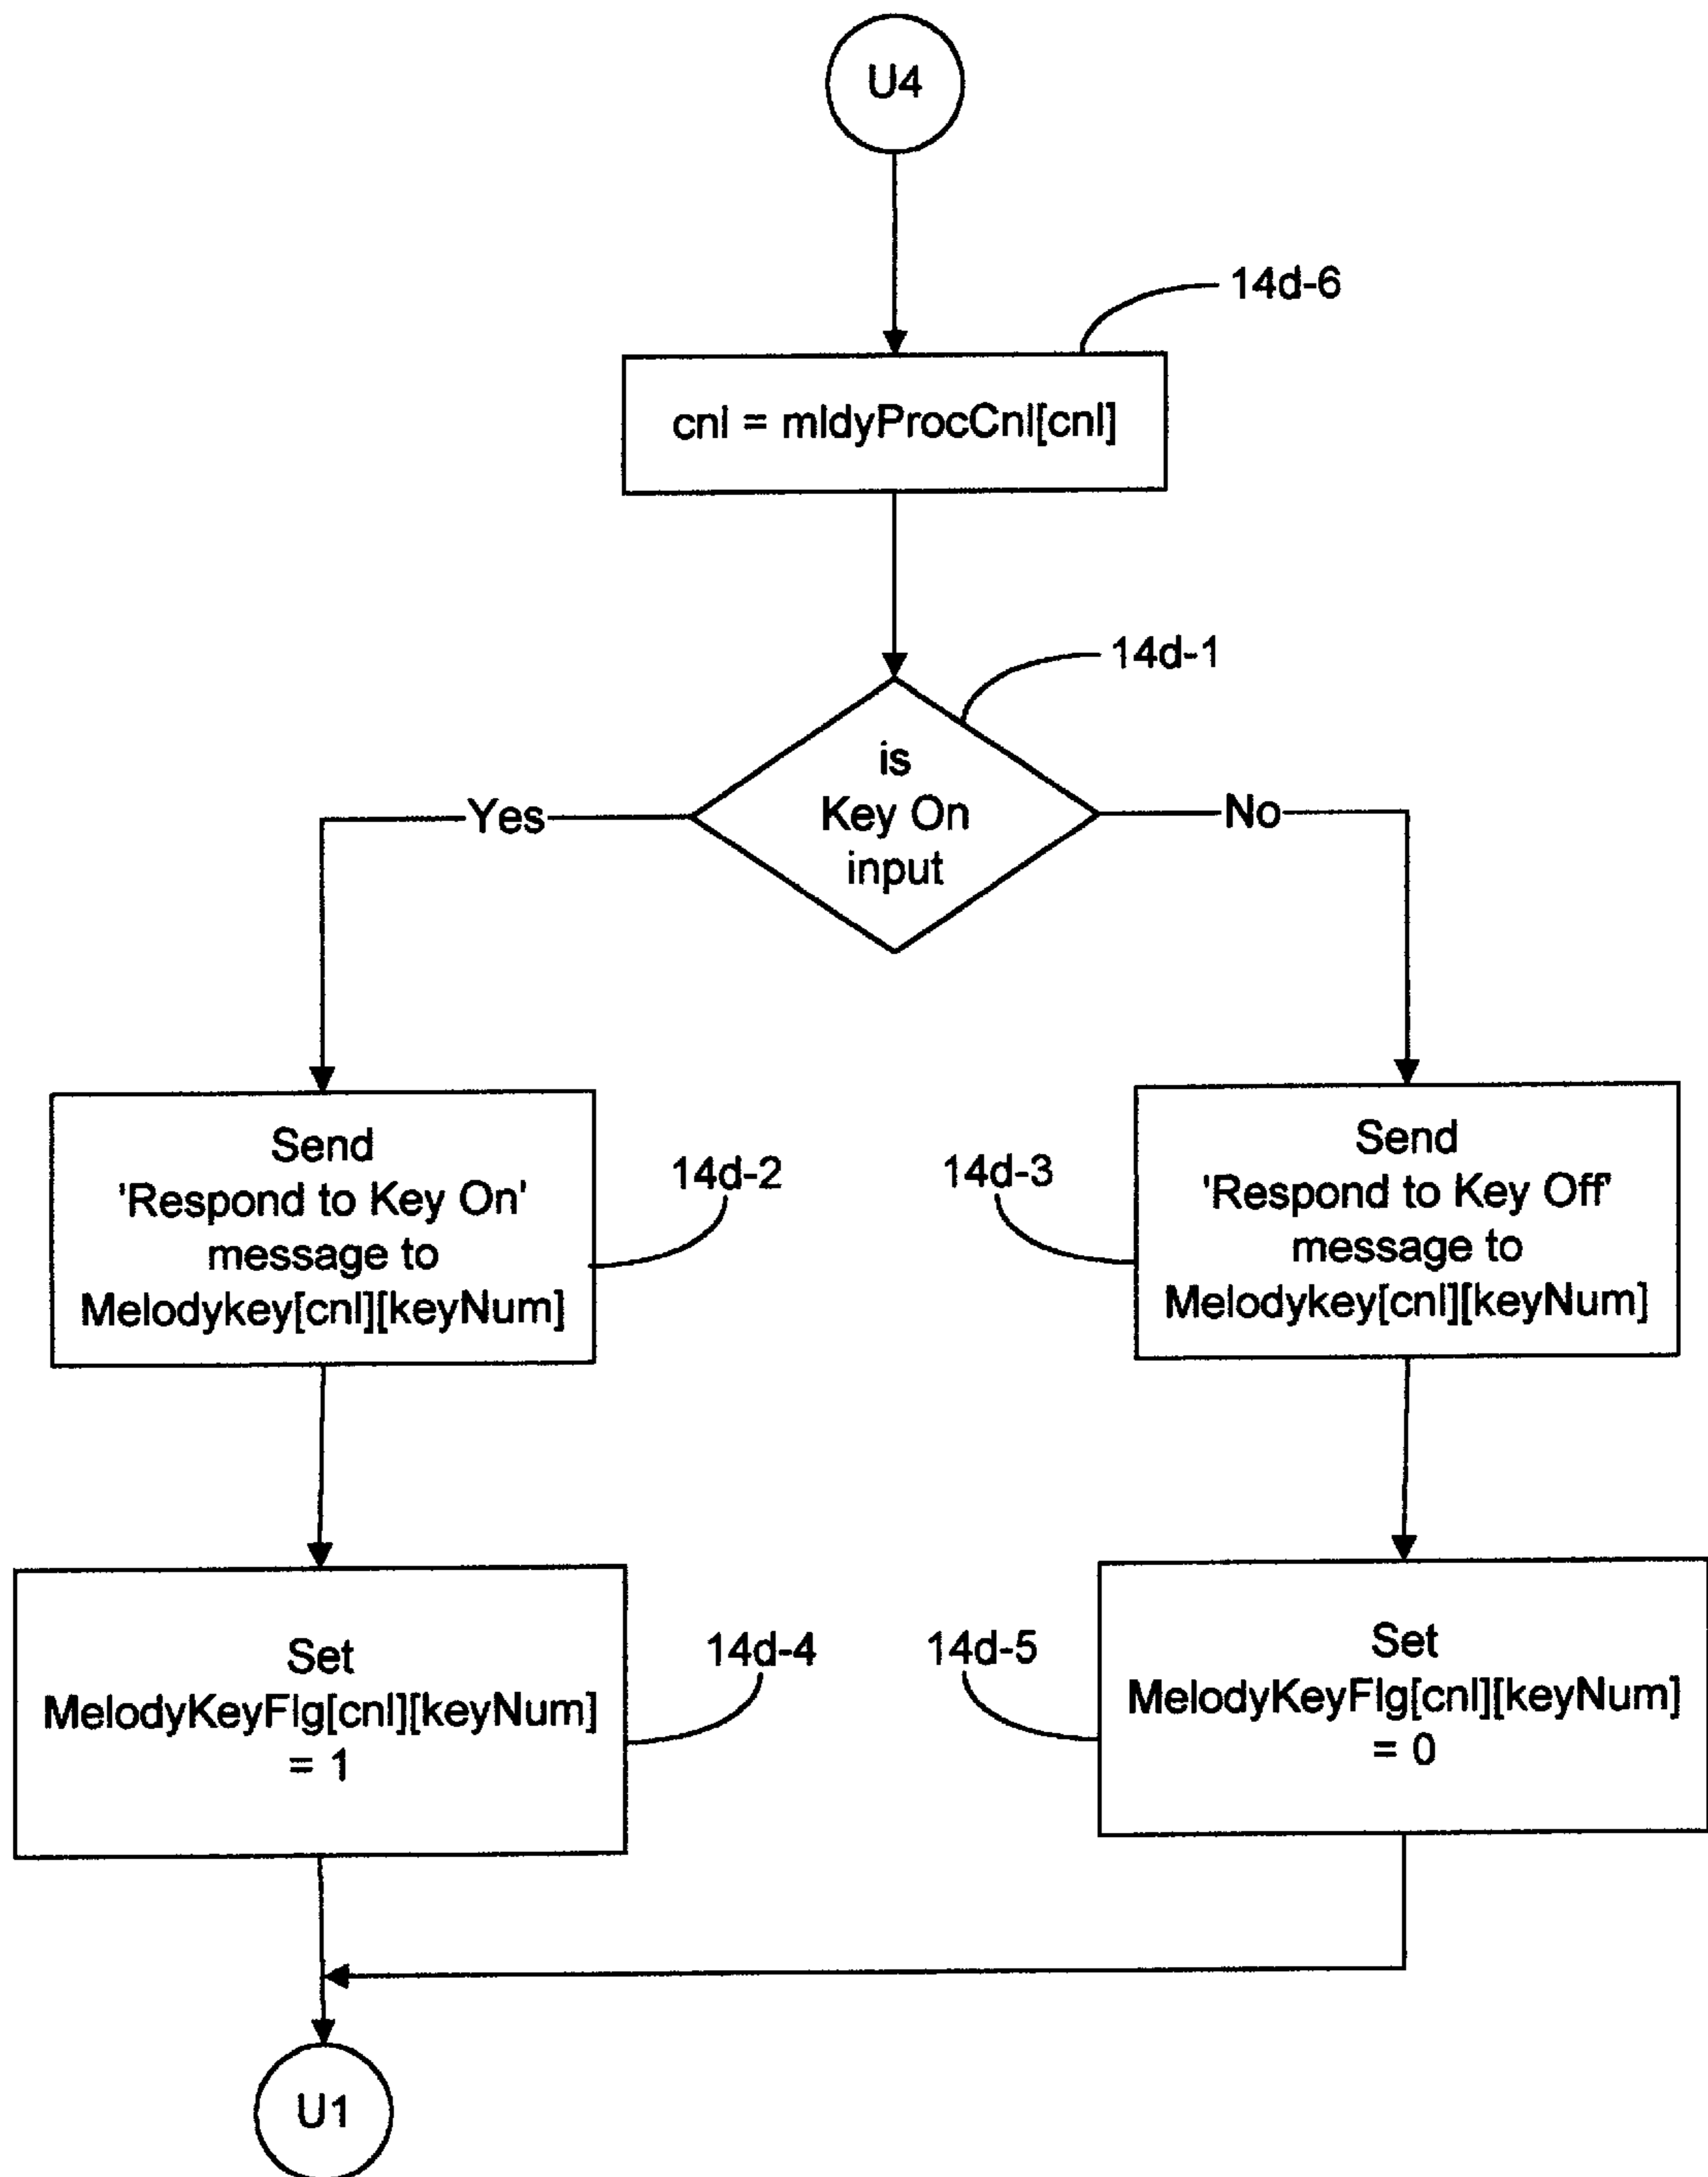 U4
14d-6
cnl = mldyProcCnl[cnl]
14d-1
is
Key On
input
Yes
No
Send
'Respond to Key On'
message to
Melodykey[cnl][keyNum]
14d-2
14d-3
Send
'Respond to Key Off'
message to
Melodykey[cnl][keyNum]
Set
MelodyKeyFlg[cnl][keyNum]
= 1
14d-4
14d-5
Set
MelodyKeyFlg[cnl][keyNum]
= 0
U1